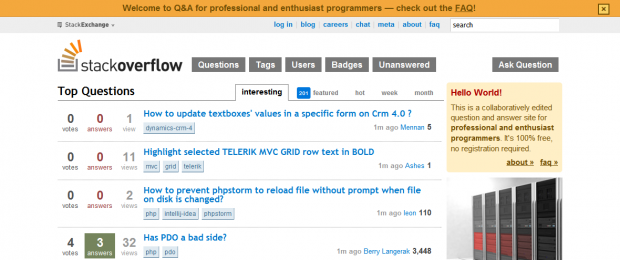 Welcome to Q&A for professional and enthusiast programmers — check out the FAQ!
StackExchange
log in | blog | careers | chat | meta | about | faq
search
stackoverflow
Questions Tags Users Badges Unanswered Ask Question
Top Questions
interesting 201 featured hot week month
0 votes 0 answers 1 view
How to update textboxes' values in a specific form on Crm 4.0 ?
dynamics-crm-4
1m ago Mennan 5
0 votes 0 answers 11 views
Highlight selected TELERIK MVC GRID row text in BOLD
mvc grid telerik
1m ago Ashes 1
0 votes 0 answers 2 views
How to prevent phpstorm to reload file without prompt when file
on disk is changed?
php intellij-idea phpstorm
1m ago leon 110
4 votes 3 answers 32 views
Has PDO a bad side?
php pdo
1m ago Berry Langerak 3,448
Hello World!
This is a collaboratively edited
question and answer site for
professional and enthusiast
programmers. It's 100% free,
no registration required.
about » faq »